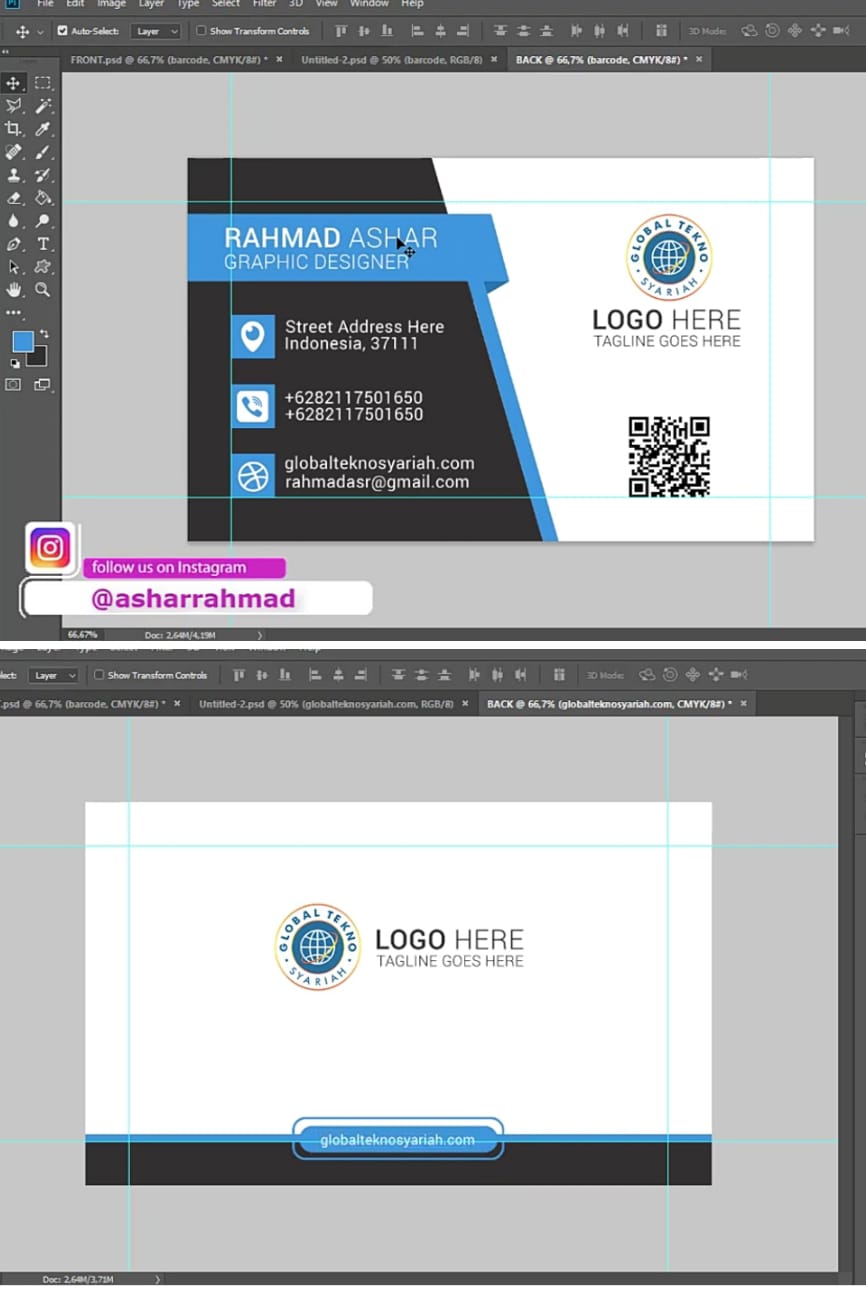 File Edit Image Layer Type Select Filter 3D View Window Help
Auto-Select: Layer Show Transform Controls 3D Mode:
FRONT.psd @ 66,7% (barcode, CMYK/8#) * × Untitled-2.psd @ 50% (barcode, RGB/8) × BACK @ 66,7% (barcode, CMYK/8#) * ×
RAHMAD ASHAR
GRAPHIC DESIGNER
GLOBAL TEKNO
SYARIAH
LOGO HERE
TAGLINE GOES HERE
Street Address Here
Indonesia, 37111
+6282117501650
+6282117501650
globalteknosyariah.com
rahmadasr@gmail.com
follow us on Instagram
@asharrahmad
66,67% Doc: 2,64M/4,19M
Layer Show Transform Controls 3D Mode:
.psd @ 66,7% (barcode, CMYK/8#) * × Untitled-2.psd @ 50% (globalteknosyariah.com, RGB/8) × BACK @ 66,7% (globalteknosyariah.com, CMYK/8#) * ×
GLOBAL TEKNO
SYARIAH
LOGO HERE
TAGLINE GOES HERE
globalteknosyariah.com
Doc: 2,64M/3,71M